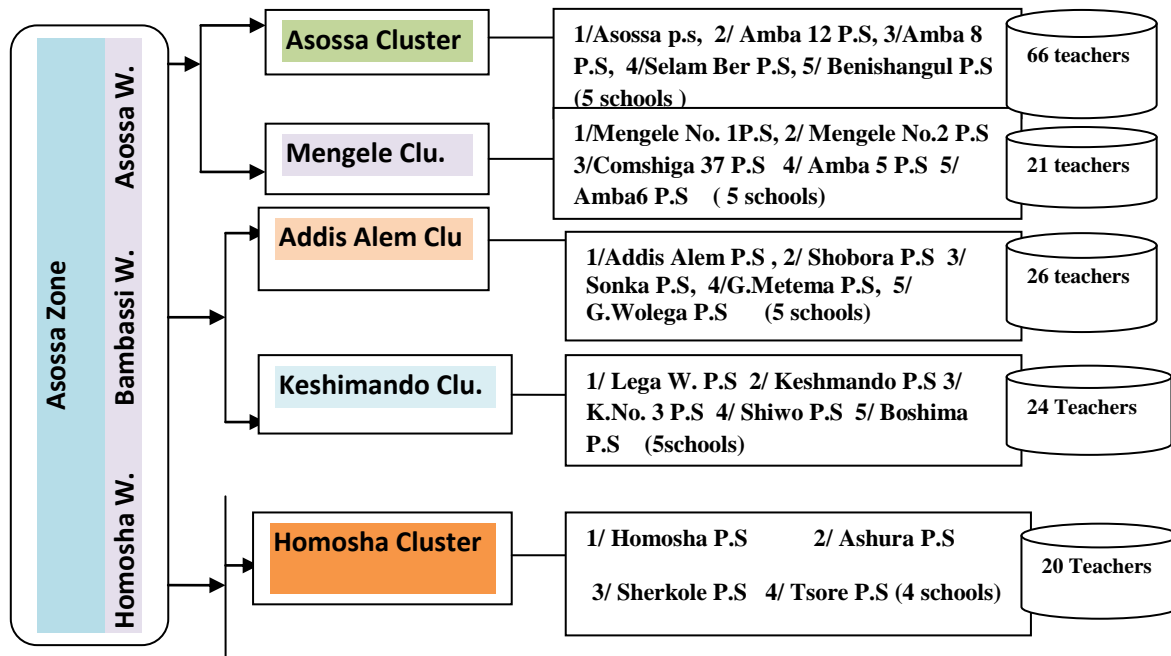 Asossa Zone
Asossa W.
Bambassi W.
Homosha W.
Asossa Cluster
1/Asossa p.s, 2/ Amba 12 P.S, 3/Amba 8
P.S, 4/Selam Ber P.S, 5/ Benishangul P.S
(5 schools )
66 teachers
Mengele Clu.
1/Mengele No. 1P.S, 2/ Mengele No.2 P.S
3/Comshiga 37 P.S 4/ Amba 5 P.S 5/
Amba6 P.S ( 5 schools)
21 teachers
Addis Alem Clu
1/Addis Alem P.S , 2/ Shobora P.S 3/
Sonka P.S, 4/G.Metema P.S, 5/
G.Wolega P.S (5 schools)
26 teachers
Keshimando Clu.
1/ Lega W. P.S 2/ Keshmando P.S 3/
K.No. 3 P.S 4/ Shiwo P.S 5/ Boshima
P.S (5schools)
24 Teachers
Homosha Cluster
1/ Homosha P.S 2/ Ashura P.S
3/ Sherkole P.S 4/ Tsore P.S (4 schools)
20 Teachers